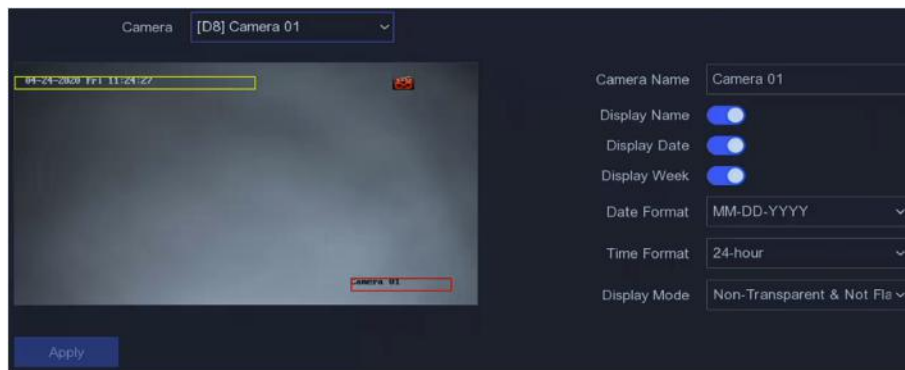 Camera [D8] Camera 01
04-24-2020 Fri 11:24:27
Camera 01
Camera Name Camera 01
Display Name
Display Date
Display Week
Date Format MM-DD-YYYY
Time Format 24-hour
Display Mode Non-Transparent & Not Fla
Apply